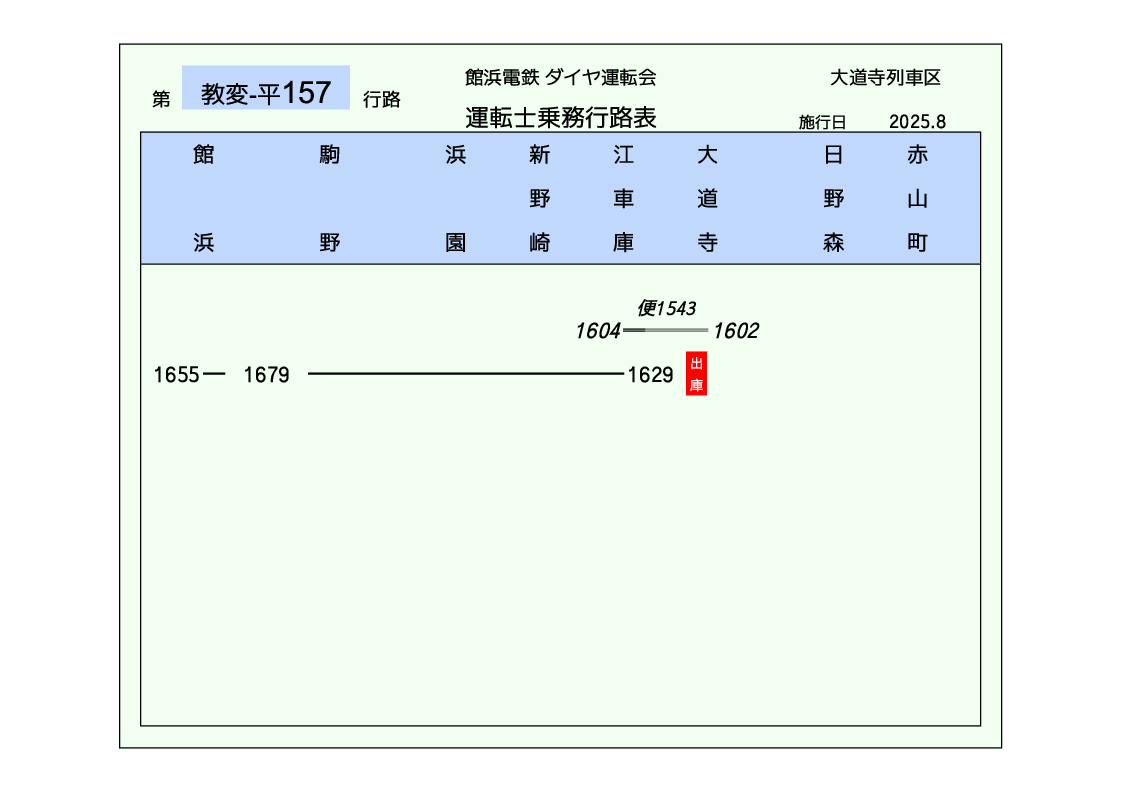 第 教変-平157 行路
館浜電鉄 ダイヤ運転会
運転士乗務行路表
大道寺列車区
施行日 2025.8
館浜 駒野 浜園 新野崎 江車庫 大道寺 日野森 赤山町
便1543
1604 1602
1655 1679 1629 出庫